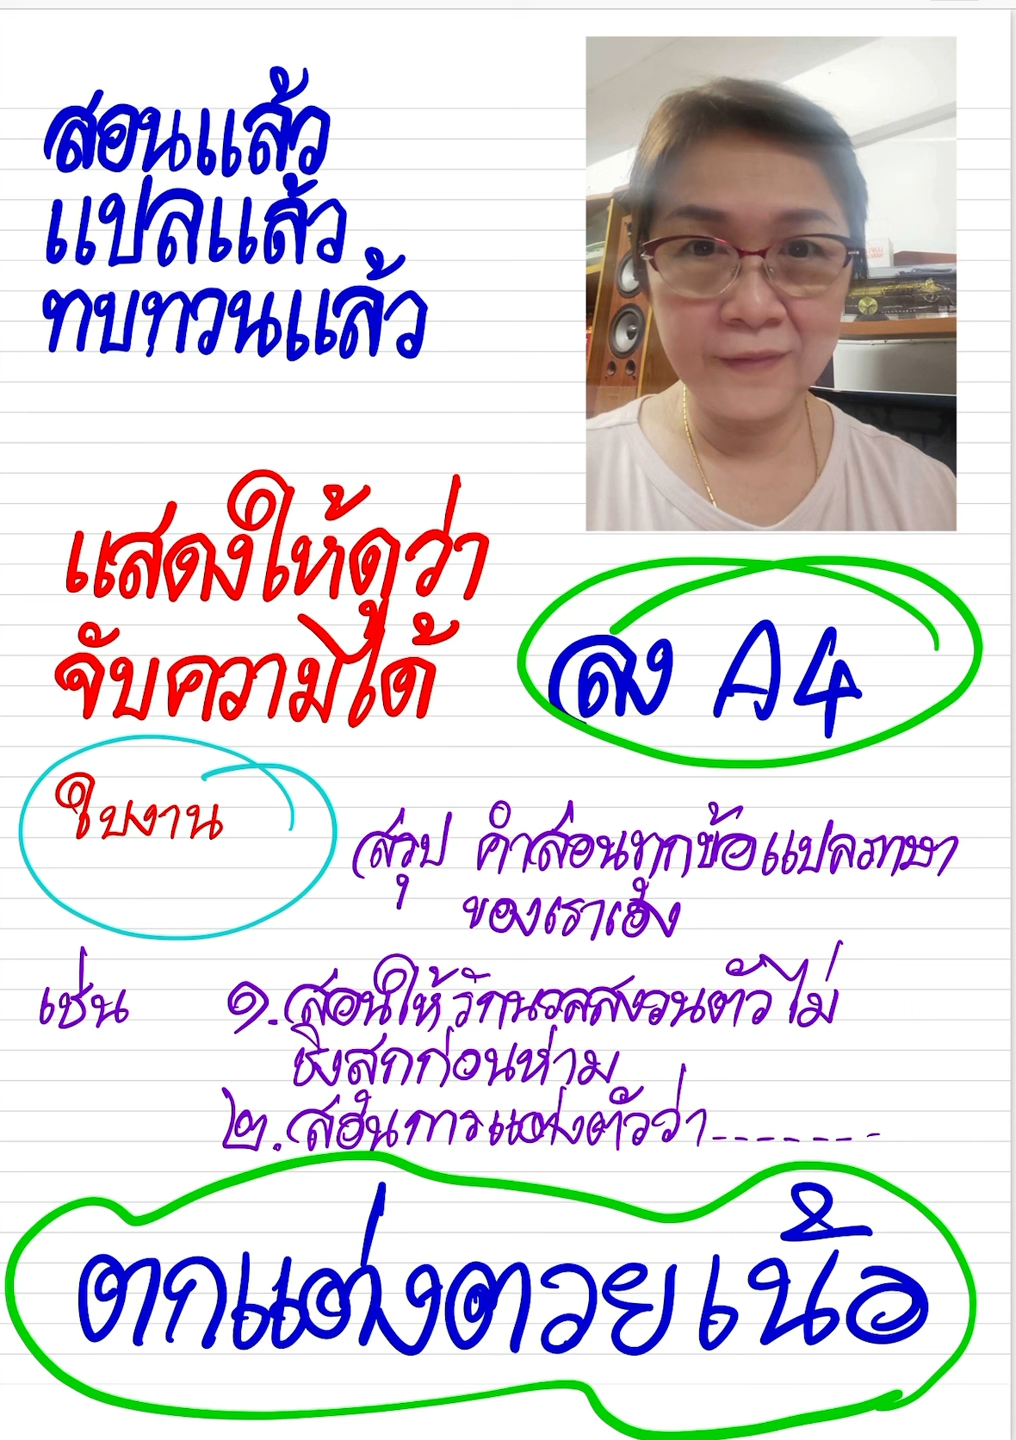 สอนแล้ว
แปลแล้ว
ทบทวนแล้ว
แสดงให้ดูว่า
จับความได้
ลง A4
ใบงาน
สรุป คำสอนทุกข้อแปลภาษา
ของเราเอง
เช่น ๑. สอนให้รักนวลสงวนตัว ไม่
ชิงสุกก่อนห่าม
๒. สอนการแต่งตัวว่า--------
ตกแต่งด้วยเน้อ